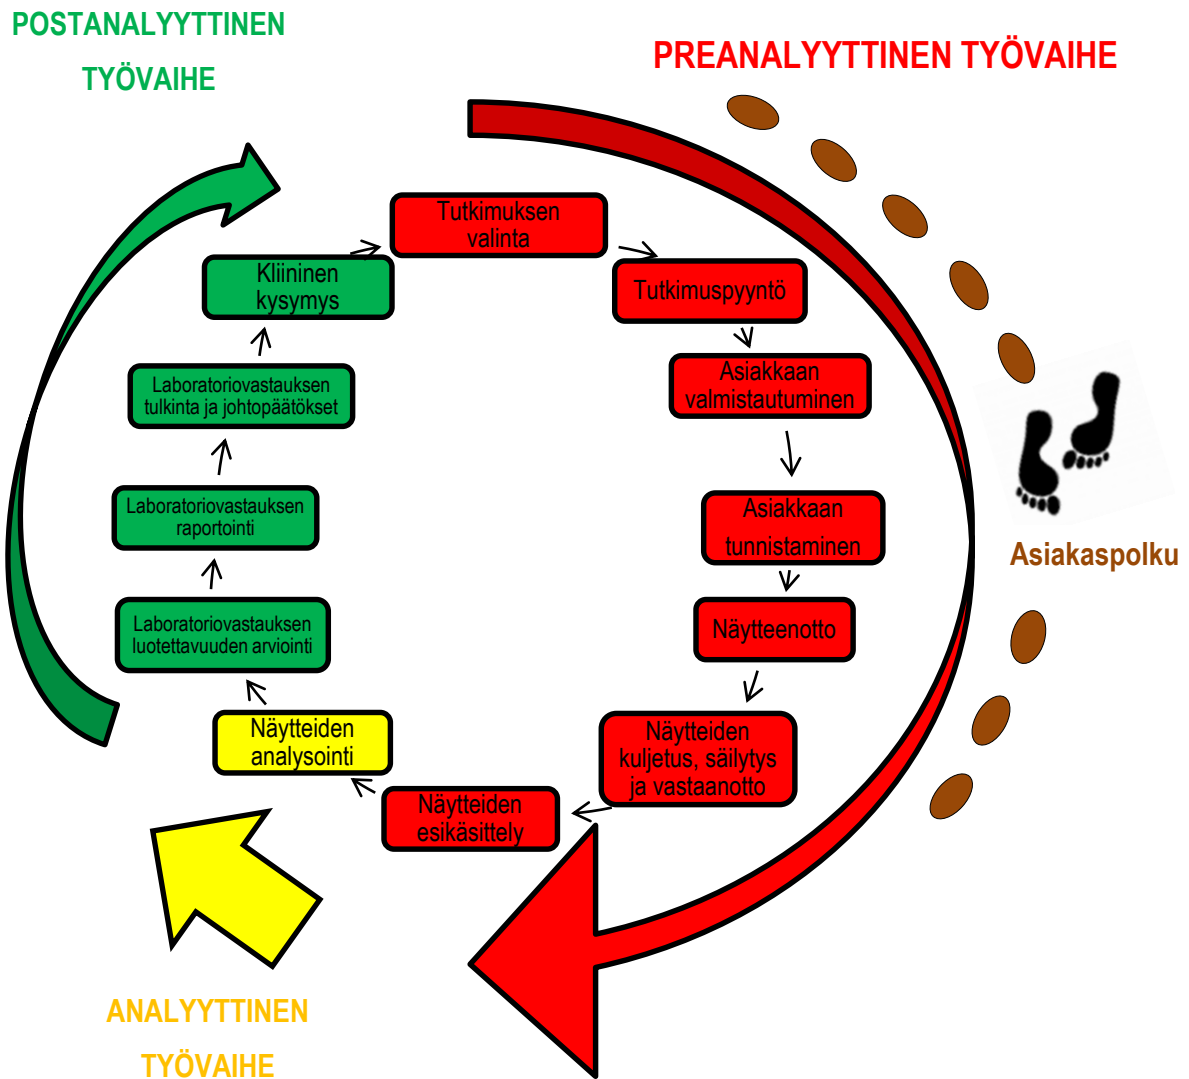 POSTANALYYTTINEN
TYÖVAIHE
PREANALYYTTINEN TYÖVAIHE
Tutkimuksen
valinta
Tutkimuspyyntö
Asiakkaan
valmistautuminen
Asiakkaan
tunnistaminen
Näytteenotto
Näytteiden
kuljetus, säilytys
ja vastaanotto
Näytteiden
esikäsittely
Näytteiden
analysointi
Laboratoriovastauksen
luotettavuuden arviointi
Laboratoriovastauksen
raportointi
Laboratoriovastauksen
tulkinta ja johtopäätökset
Kliininen
kysymys
Asiakaspolku
ANALYYTTINEN
TYÖVAIHE